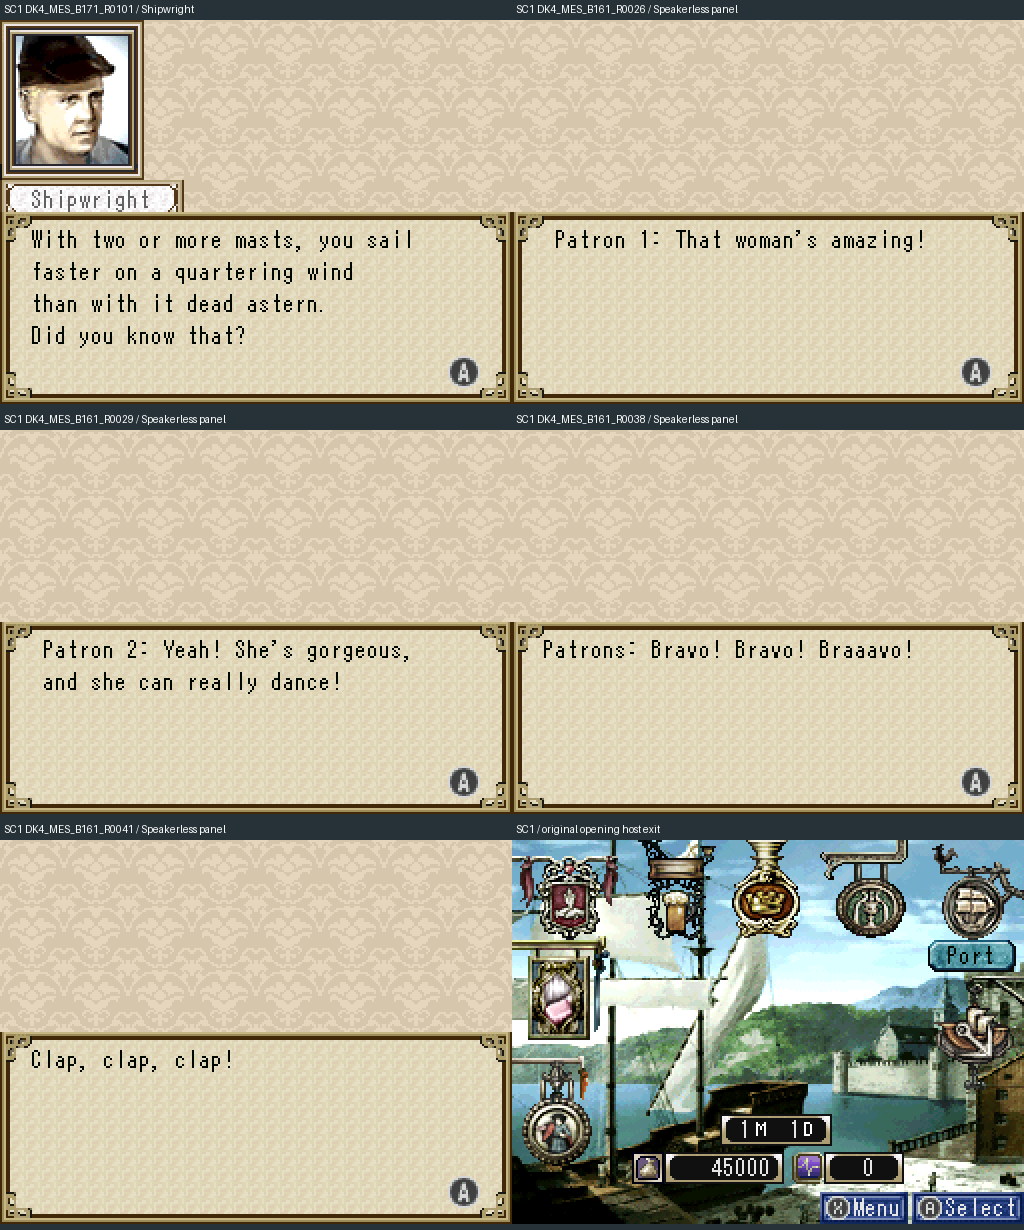 SC1 DK4_MES_B171_R0101 / Shipwright
SC1 DK4_MES_B161_R0026 / Speakerless panel
Shipwright
With two or more masts, you sail
faster on a quartering wind
than with it dead astern.
Did you know that?
A
Patron 1: That woman's amazing!
A
SC1 DK4_MES_B161_R0029 / Speakerless panel
SC1 DK4_MES_B161_R0038 / Speakerless panel
Patron 2: Yeah! She's gorgeous,
and she can really dance!
A
Patrons: Bravo! Bravo! Braaavo!
A
SC1 DK4_MES_B161_R0041 / Speakerless panel
SC1 / original opening host exit
Clap, clap, clap!
A
Port
1M 1D
45000
0
X Menu
A Select